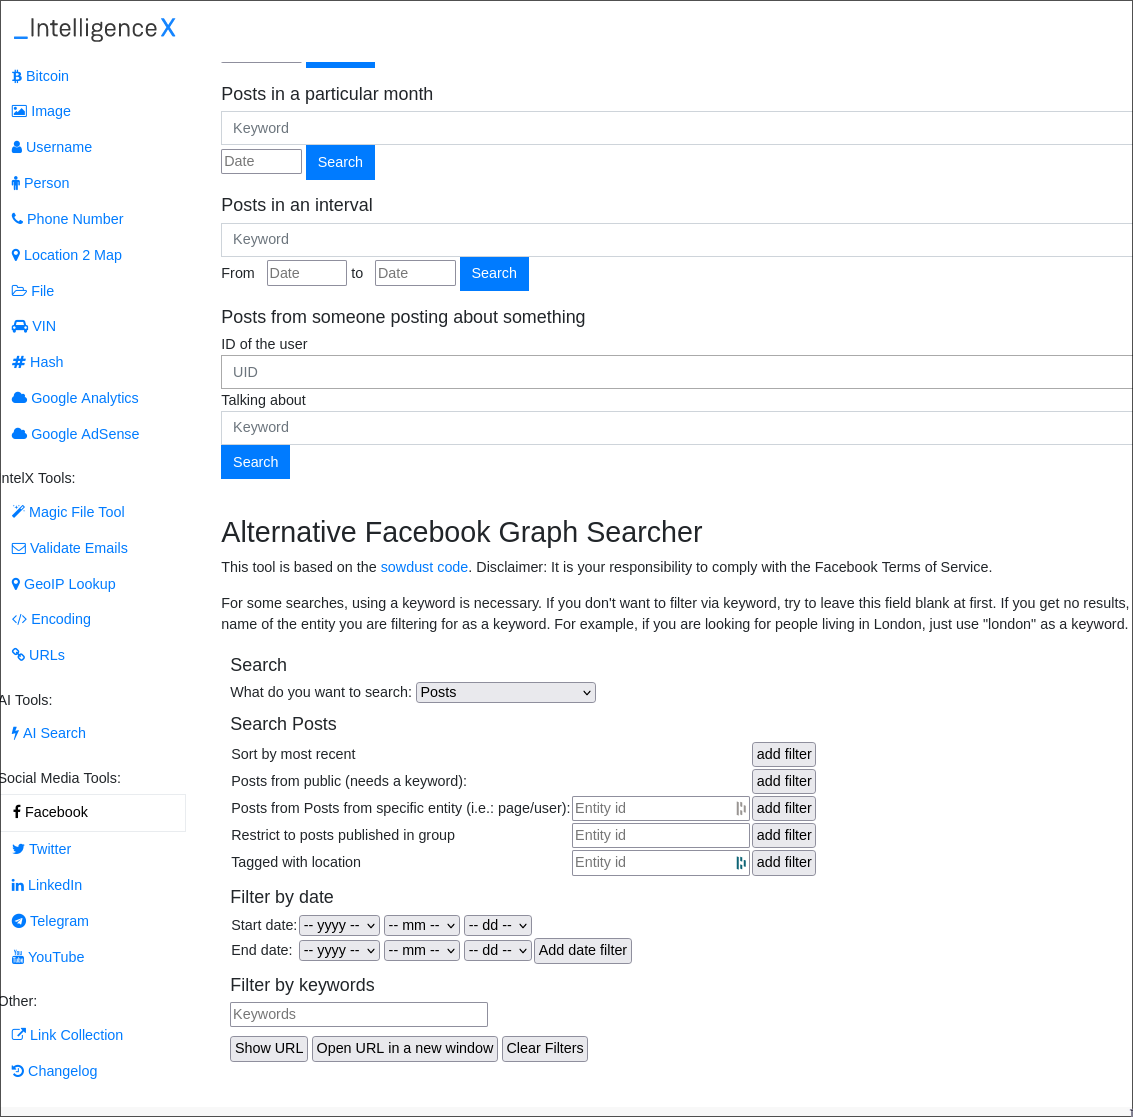 _IntelligenceX
Bitcoin
Image
Username
Person
Phone Number
Location 2 Map
File
VIN
Hash
Google Analytics
Google AdSense
IntelX Tools:
Magic File Tool
Validate Emails
GeoIP Lookup
Encoding
URLs
AI Tools:
AI Search
Social Media Tools:
Facebook
Twitter
LinkedIn
Telegram
YouTube
Other:
Link Collection
Changelog
Posts in a particular month
Keyword
Date Search
Posts in an interval
Keyword
From Date to Date Search
Posts from someone posting about something
ID of the user
UID
Talking about
Keyword
Search
Alternative Facebook Graph Searcher
This tool is based on the sowdust code. Disclaimer: It is your responsibility to comply with the Facebook Terms of Service.
For some searches, using a keyword is necessary. If you don't want to filter via keyword, try to leave this field blank at first. If you get no results,
name of the entity you are filtering for as a keyword. For example, if you are looking for people living in London, just use "london" as a keyword.
Search
What do you want to search: Posts
Search Posts
Sort by most recent add filter
Posts from public (needs a keyword): add filter
Posts from Posts from specific entity (i.e.: page/user): Entity id add filter
Restrict to posts published in group Entity id add filter
Tagged with location Entity id add filter
Filter by date
Start date: -- yyyy -- -- mm -- -- dd --
End date: -- yyyy -- -- mm -- -- dd -- Add date filter
Filter by keywords
Keywords
Show URL Open URL in a new window Clear Filters